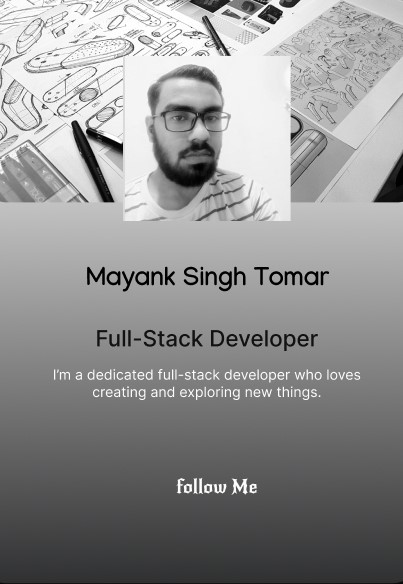 Mayank Singh Tomar
Full-Stack Developer
I'm a dedicated full-stack developer who loves
creating and exploring new things.
follow Me